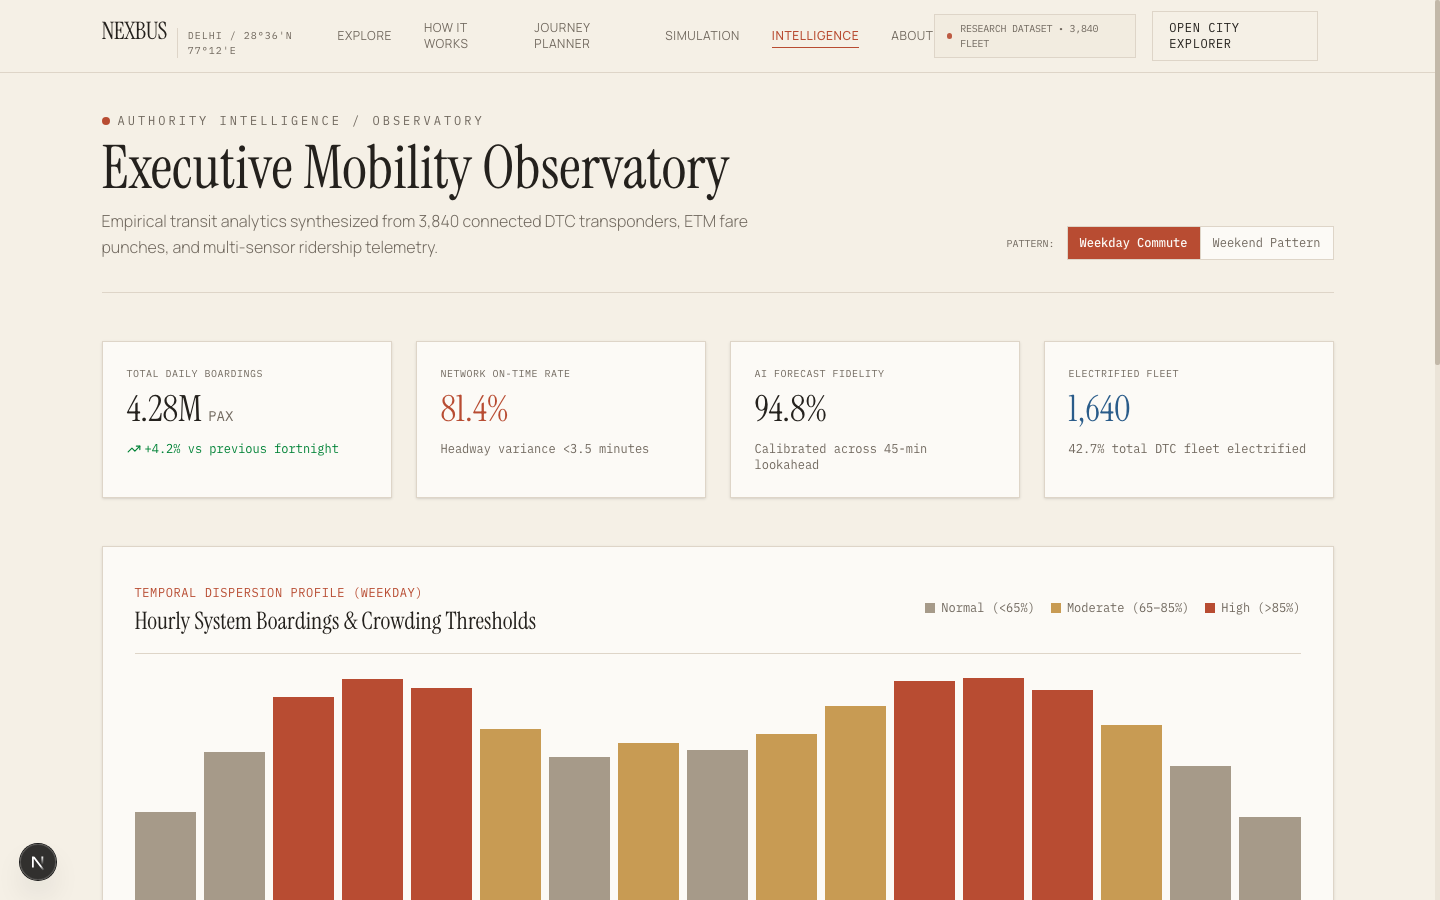 NEXBUS
DELHI / 28°36'N
77°12'E
EXPLORE
HOW IT
WORKS
JOURNEY
PLANNER
SIMULATION
INTELLIGENCE
ABOUT
RESEARCH DATASET • 3,840
FLEET
OPEN CITY
EXPLORER
AUTHORITY INTELLIGENCE / OBSERVATORY
Executive Mobility Observatory
Empirical transit analytics synthesized from 3,840 connected DTC transponders, ETM fare
punches, and multi-sensor ridership telemetry.
PATTERN:
Weekday Commute
Weekend Pattern
TOTAL DAILY BOARDINGS
4.28M PAX
+4.2% vs previous fortnight
NETWORK ON-TIME RATE
81.4%
Headway variance <3.5 minutes
AI FORECAST FIDELITY
94.8%
Calibrated across 45-min
lookahead
ELECTRIFIED FLEET
1,640
42.7% total DTC fleet electrified
TEMPORAL DISPERSION PROFILE (WEEKDAY)
Hourly System Boardings & Crowding Thresholds
Normal (<65%)
Moderate (65–85%)
High (>85%)
N